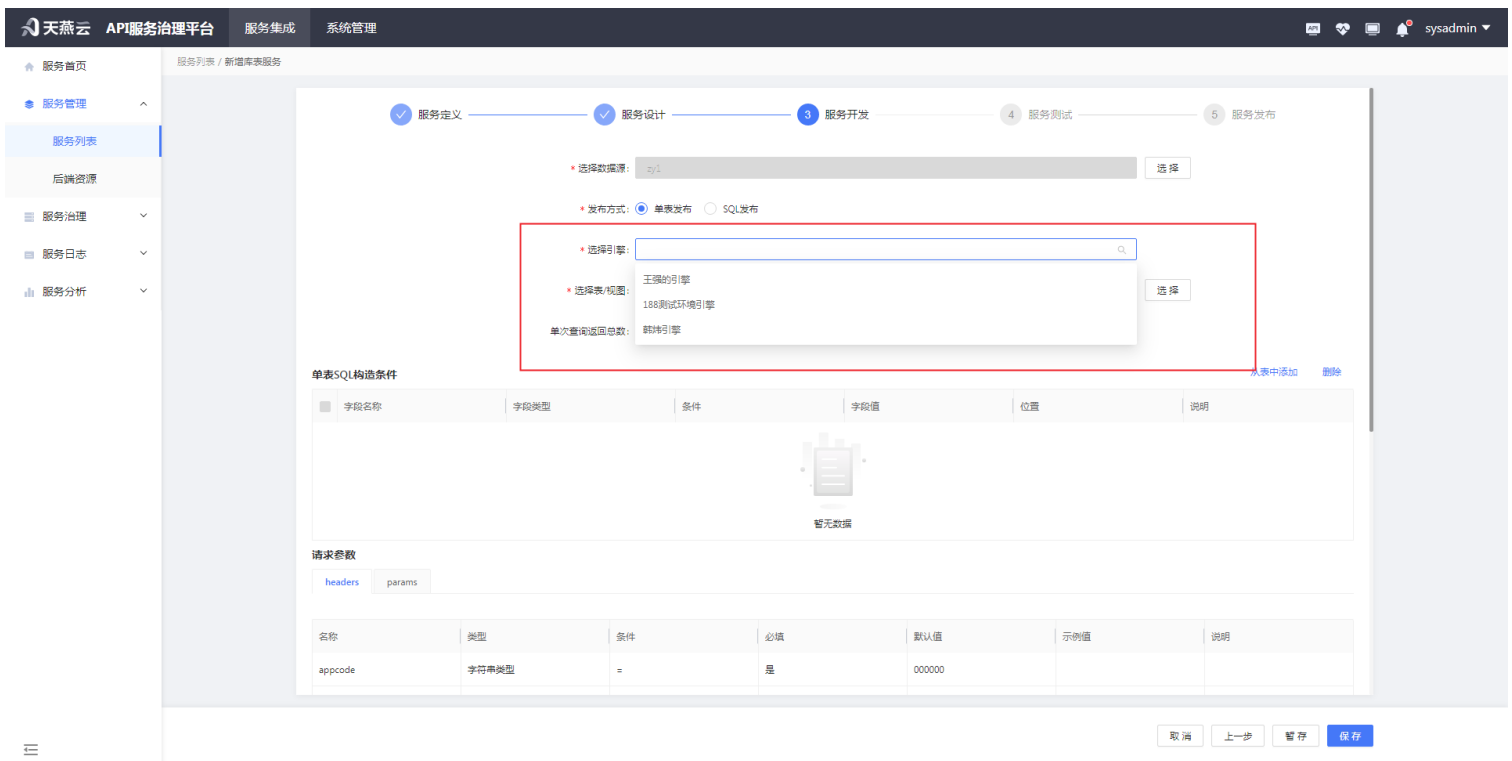 天燕云 API服务治理平台 服务集成 系统管理 API sysadmin
服务首页
服务管理
服务列表
后端资源
服务治理
服务日志
服务分析
服务列表 / 新增库表服务
服务定义 服务设计 3 服务开发 4 服务测试 5 服务发布
* 选择数据源: zy1 选 择
* 发布方式: 单表发布 SQL发布
* 选择引擎:
王强的引擎
* 选择表/视图: 选 择
188测试环境引擎
单次查询返回总数: 韩炜引擎
单表SQL构造条件 从表中添加 删除
字段名称 字段类型 条件 字段值 位置 说明
暂无数据
请求参数
headers params
名称 类型 条件 必填 默认值 示例值 说明
appcode 字符串类型 = 是 000000
取 消 上一步 暂 存 保 存